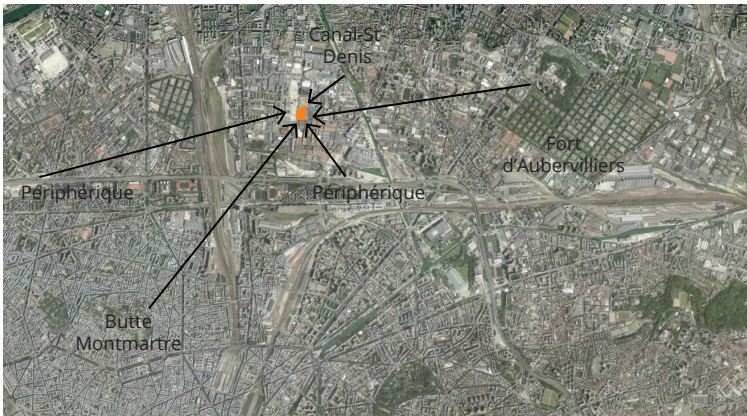 Canal-St-
Denis
Fort
d'Aubervilliers
Périphérique
Périphérique
Butte
Montmartre